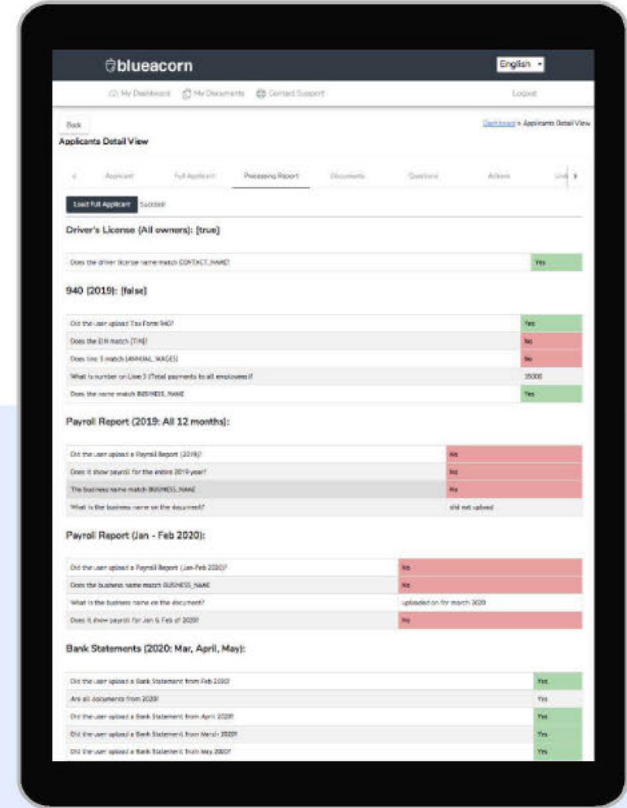 blueacorn
English
My Dashboard My Documents Contact Support Logout
Back
Dashboard > Applicants Detail View
Applicants Detail View
Applicant Full Applicant Processing Report Documents Questions Actions
Load Full Applicant Success!
Driver's License (All owners): [true]
Does the driver license name match CONTACT_NAME? Yes
940 (2019): [false]
Did the user upload Tax Form 940? Yes
Does the EIN match [TIN]? No
Does line 3 match [ANNUAL_WAGES] No
What is number on Line 3 (Total payments to all employees)? 35000
Does the name match BUSINESS_NAME Yes
Payroll Report (2019: All 12 months):
Did the user upload a Payroll Report (2019)? No
Does it show payroll for the entire 2019 year? No
The business name match BUSINESS_NAME No
What is the business name on the document? did not upload
Payroll Report (Jan - Feb 2020):
Did the user upload a Payroll Report (Jan-Feb 2020)? No
Does the business name match BUSINESS_NAME No
What is the business name on the document? uploaded on for march 2020
Does it show payroll for Jan & Feb of 2020? No
Bank Statements (2020: Mar, April, May):
Did the user upload a Bank Statement from Feb 2020? Yes
Are all documents from 2020? Yes
Did the user upload a Bank Statement from April 2020? Yes
Did the user upload a Bank Statement from March 2020? Yes
Did the user upload a Bank Statement from May 2020? Yes